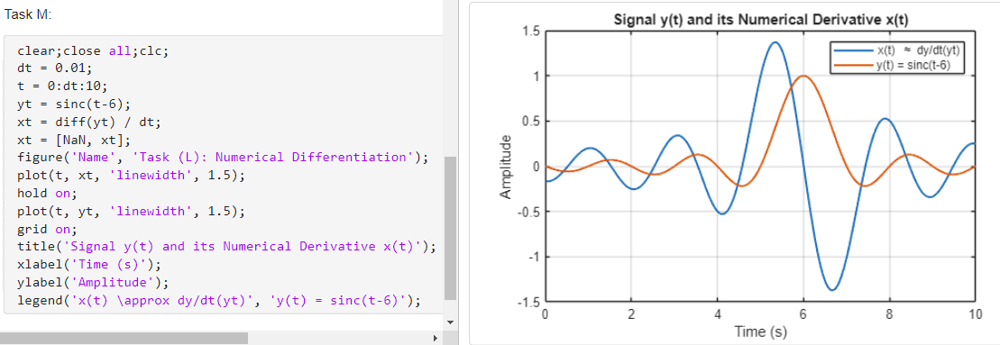 Task M:
clear;close all;clc;
dt = 0.01;
t = 0:dt:10;
yt = sinc(t-6);
xt = diff(yt) / dt;
xt = [NaN, xt];
figure('Name', 'Task (L): Numerical Differentiation');
plot(t, xt, 'linewidth', 1.5);
hold on;
plot(t, yt, 'linewidth', 1.5);
grid on;
title('Signal y(t) and its Numerical Derivative x(t)');
xlabel('Time (s)');
ylabel('Amplitude');
legend('x(t) \approx dy/dt(yt)', 'y(t) = sinc(t-6)');
Signal y(t) and its Numerical Derivative x(t)
x(t) ≈ dy/dt(yt)
y(t) = sinc(t-6)
Amplitude
1.5
1
0.5
0
-0.5
-1
-1.5
0 2 4 6 8 10
Time (s)